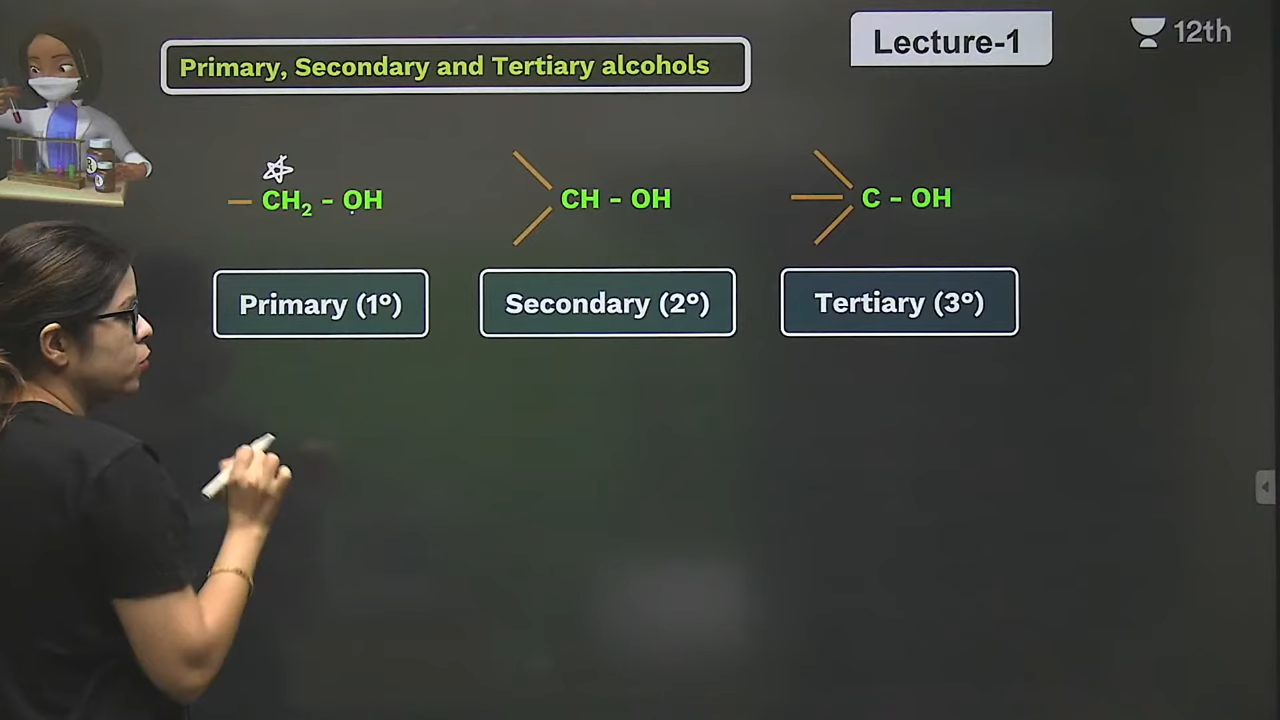 Primary, Secondary and Tertiary alcohols
Lecture-1
12th
– CH₂ – OH
CH – OH
C – OH
Primary (1°)
Secondary (2°)
Tertiary (3°)